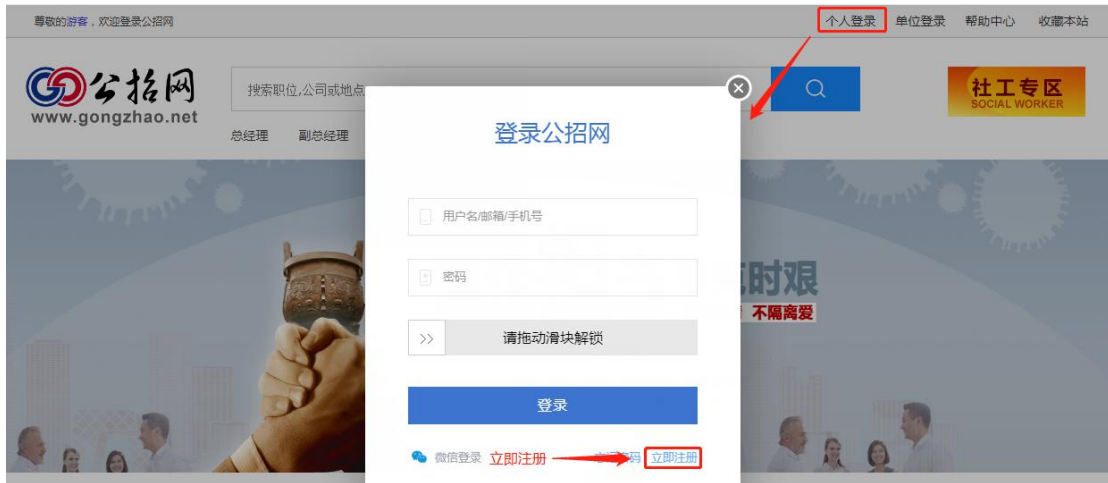 尊敬的游客，欢迎登录公招网
个人登录 单位登录 帮助中心 收藏本站
公招网
www.gongzhao.net
搜索职位,公司或地点
社工专区
SOCIAL WORKER
总经理 副总经理
登录公招网
用户名/邮箱/手机号
密码
时艰
不隔离爱
请拖动滑块解锁
登录
微信登录 立即注册 立即注册